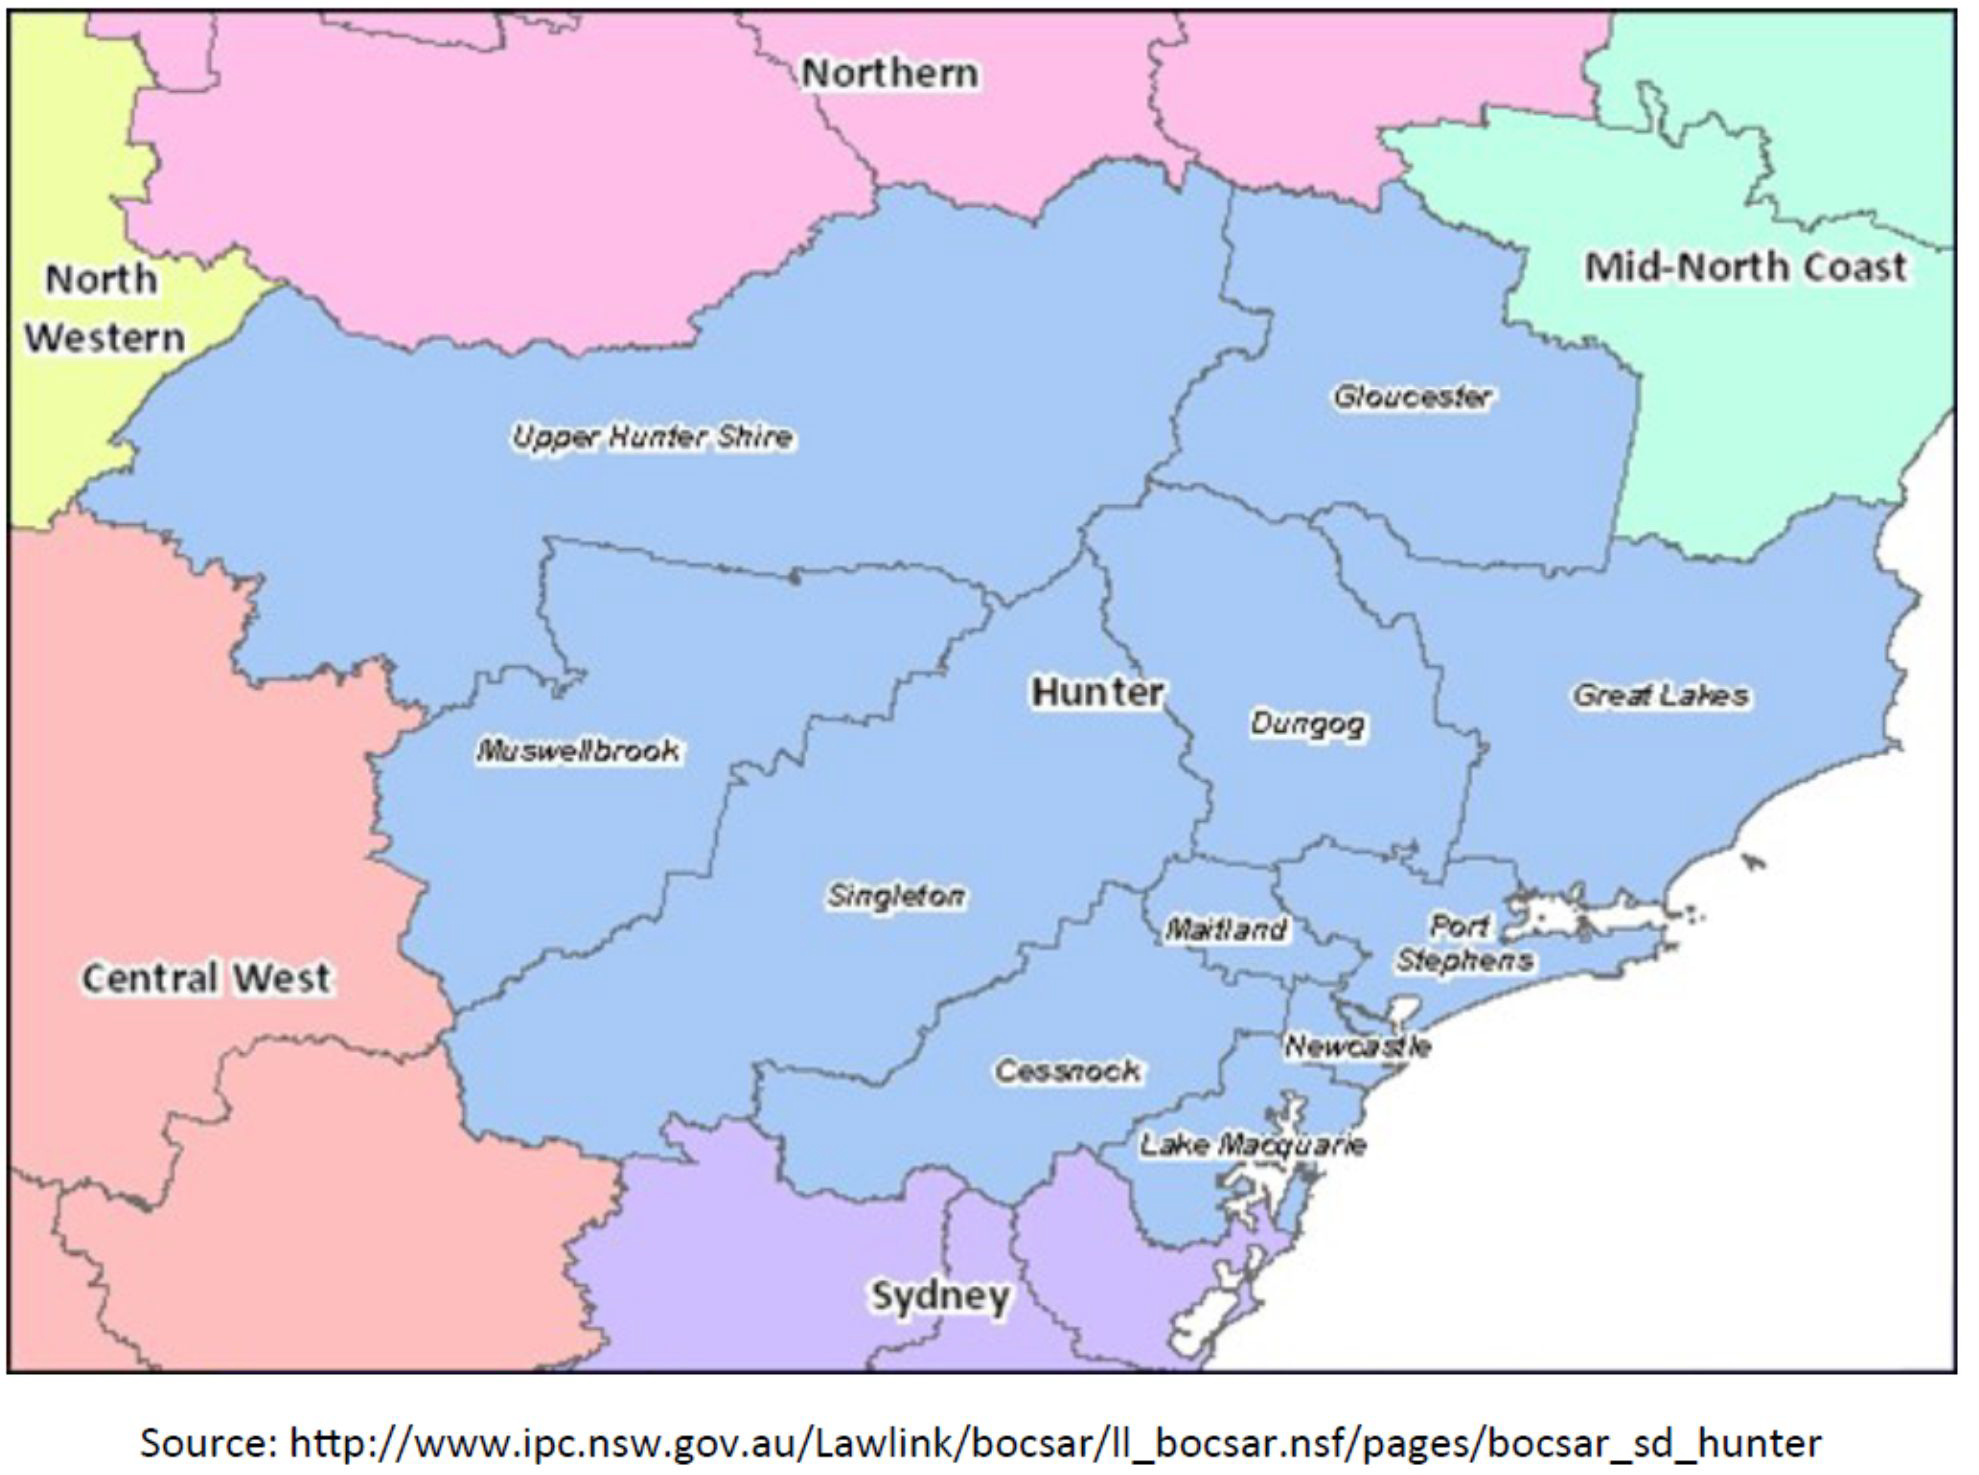 Northern
North
Western
Mid-North Coast
Gloucester
Upper Hunter Shire
Hunter
Great Lakes
Dungog
Muswellbrook
Singleton
Maitland
Port
Stephens
Central West
Newcastle
Cessnock
Lake Macquarie
Sydney
Source: http://www.ipc.nsw.gov.au/Lawlink/bocsar/ll_bocsar.nsf/pages/bocsar_sd_hunter